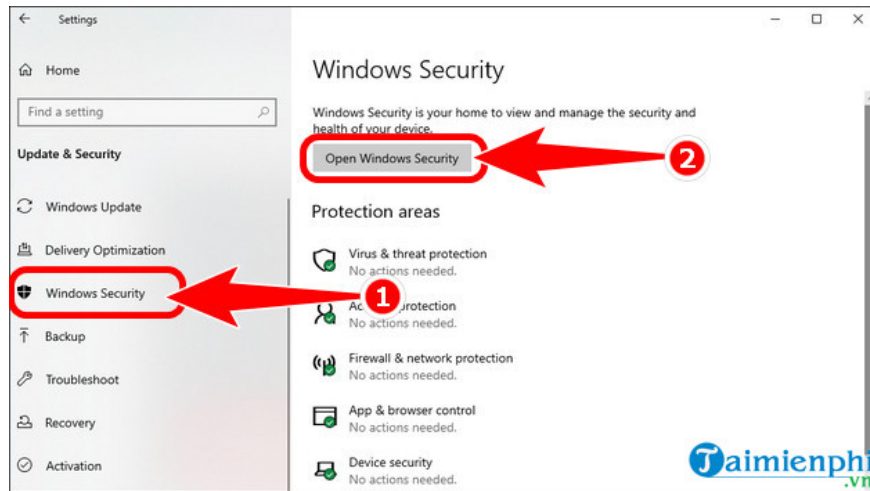 Settings
Home
Find a setting
Update & Security
Windows Update
Delivery Optimization
Windows Security
Backup
Troubleshoot
Recovery
Activation
Windows Security
Windows Security is your home to view and manage the security and
health of your device.
Open Windows Security
2
Protection areas
Virus & threat protection
No actions needed.
1
protection
No actions needed.
Firewall & network protection
No actions needed.
App & browser control
No actions needed.
Device security
No actions needed.
Taimienphi
.vn